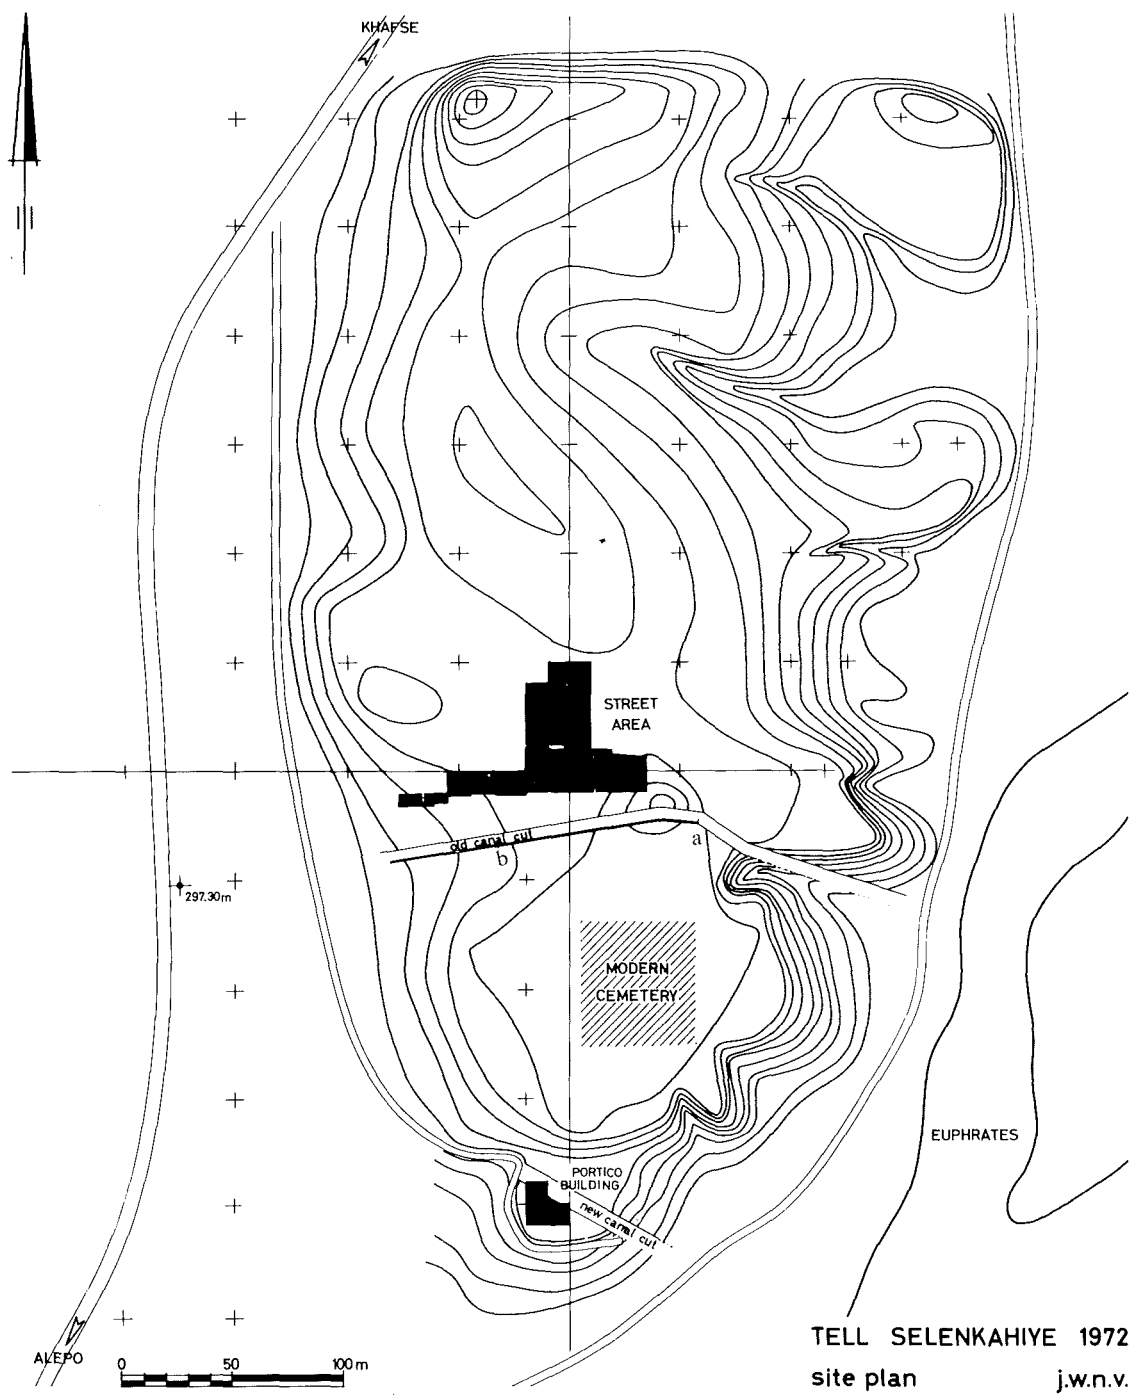 KHAFSE
STREET
AREA
old canal cut
a
b
297.30m
MODERN
CEMETERY
EUPHRATES
PORTICO
BUILDING
new canal cut
ALEPO
0 50 100 m
TELL SELENKAHIYE 1972
site plan j.w.n.v.